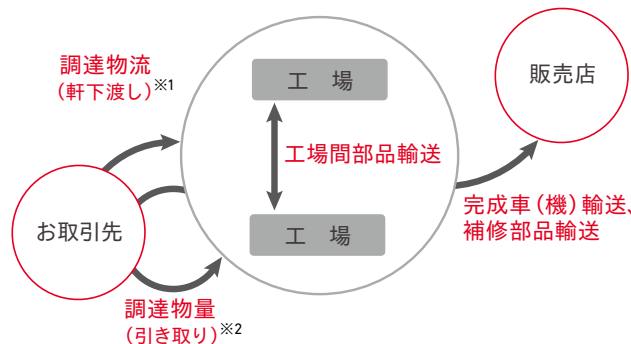 調達物流
（軒下渡し）※1
工 場
販売店
工場間部品輸送
お取引先
工 場
完成車（機）輸送、
補修部品輸送
調達物量
（引き取り）※2